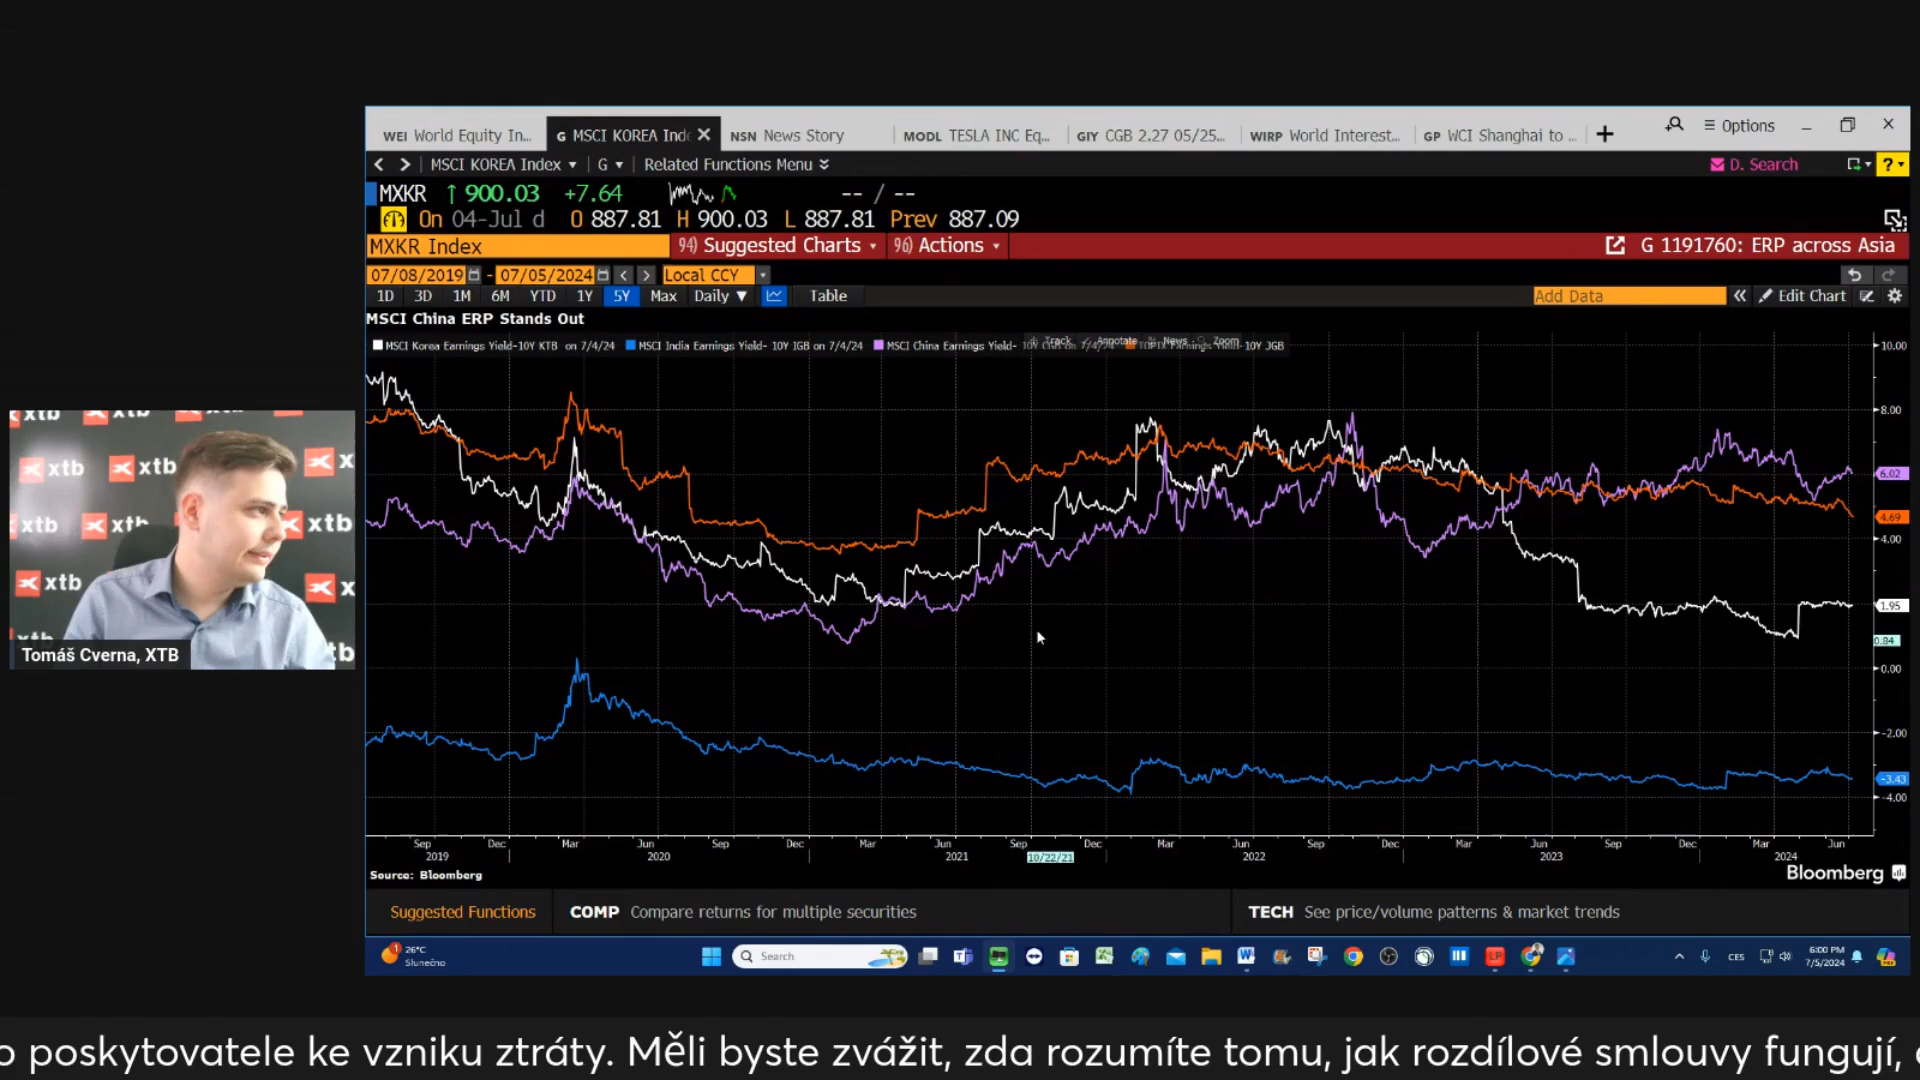 WEI World Equity In...
G MSCI KOREA Ind
NSN News Story
MODL TESLA INC Eq...
GIY CGB 2.27 05/25...
WIRP World Interest...
GP WCI Shanghai to ...
Options
MSCI KOREA Index
G
Related Functions Menu
D. Search
MXKR ↑ 900.03 +7.64 -- / --
On 04-Jul d O 887.81 H 900.03 L 887.81 Prev 887.09
MXKR Index
94) Suggested Charts
96) Actions
G 1191760: ERP across Asia
07/08/2019 - 07/05/2024
Local CCY
1D 3D 1M 6M YTD 1Y 5Y Max Daily ▼ Table
Add Data
Edit Chart
MSCI China ERP Stands Out
MSCI Korea Earnings Yield-10Y KTB on 7/4/24
MSCI India Earnings Yield- 10Y IGB on 7/4/24
MSCI China Earnings Yield-
Track Annotate News Zoom
-10Y JGB
10.00
8.00
6.02
4.69
4.00
1.95
0.84
0.00
-2.00
-3.43
-4.00
Sep Dec Mar Jun Sep Dec Mar Jun Sep Dec Mar Jun Sep Dec Mar Jun Sep Dec Mar Jun
2019 2020 2021 10/22/21 2022 2023 2024
Source: Bloomberg
Bloomberg
Suggested Functions
COMP Compare returns for multiple securities
TECH See price/volume patterns & market trends
26°C
Slunečno
Search
CES
6:00 PM
7/5/2024
xtb
Tomáš Cverna, XTB
o poskytovatele ke vzniku ztráty. Měli byste zvážit, zda rozumíte tomu, jak rozdílové smlouvy fungují,